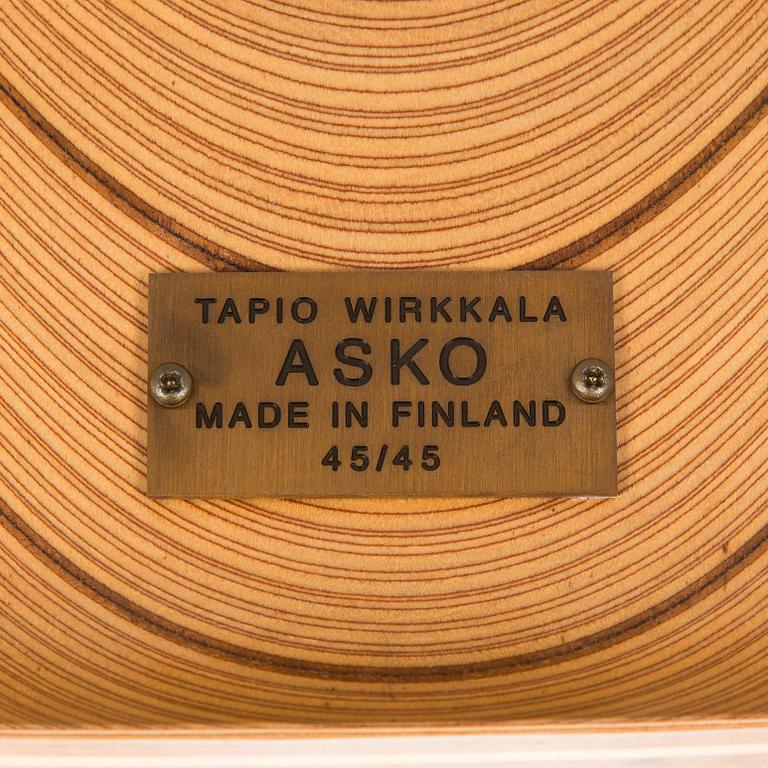 TAPIO WIRKKALA
ASKO
MADE IN FINLAND
45/45